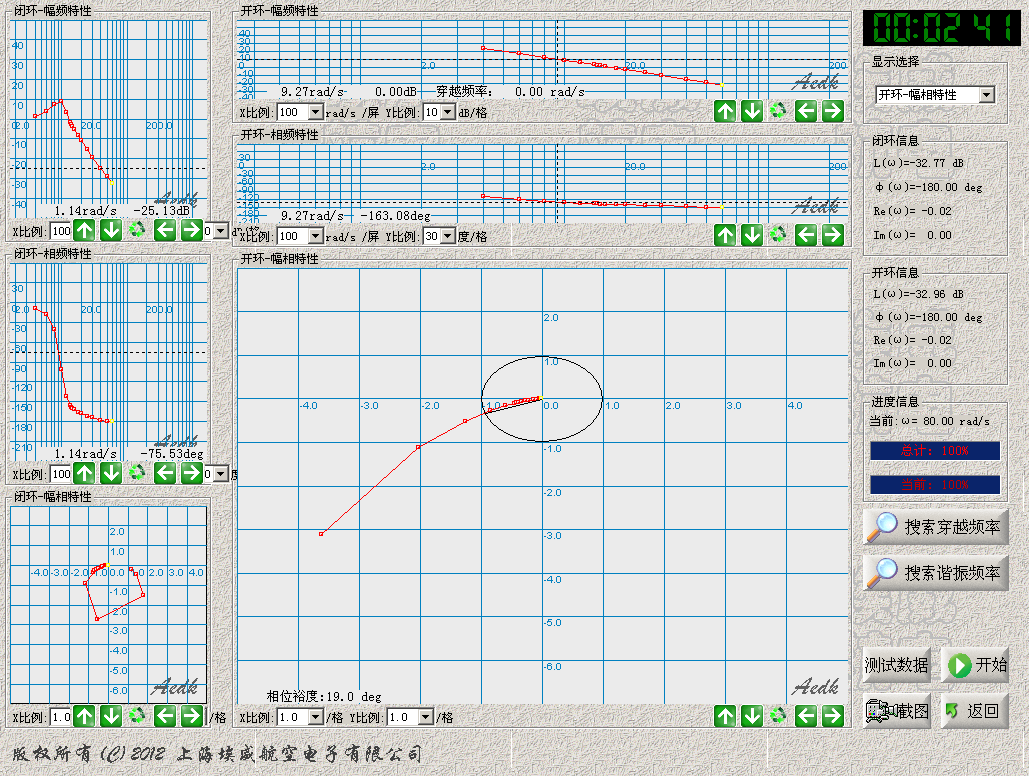 闭环-幅频特性
40
30
20
10
0
2.0
20.0
200.0
-10
-20
-30
-40
Aedk
1.14rad/s -25.13dB
X比例: 100
闭环-相频特性
30
0
2.0
20.0
200.0
-30
-60
-90
-120
-150
-180
-210
Aedk
1.14rad/s -75.53deg
X比例: 100
闭环-幅相特性
2.0
1.0
-4.0 -3.0 -2.0 -1.0 0.0 1.0 2.0 3.0 4.0
-1.0
-2.0
-3.0
-4.0
-5.0
-6.0
Aedk
X比例: 1.0 /格
开环-幅频特性
40
30
20
10
0
2.0
20.0
200
-10
-20
-30
-40
Aedk
9.27rad/s 0.00dB 穿越频率: 0.00 rad/s
X比例: 100 rad/s /屏 Y比例: 10 dB/格
开环-相频特性
30
0
2.0
20.0
200
-30
-60
-90
-120
-150
-180
Aedk
9.27rad/s -163.08deg
X比例: 100 rad/s /屏 Y比例: 30 度/格
开环-幅相特性
2.0
1.0
-4.0 -3.0 -2.0 -1.0 0.0 1.0 2.0 3.0 4.0
-1.0
-2.0
-3.0
-4.0
-5.0
-6.0
相位裕度:19.0 deg
Aedk
X比例: 1.0 /格 Y比例: 1.0 /格
00:02 41
显示选择
开环-幅相特性
闭环信息
L(ω)=-32.77 dB
φ(ω)=-180.00 deg
Re(ω)= -0.02
Im(ω)= 0.00
开环信息
L(ω)=-32.96 dB
φ(ω)=-180.00 deg
Re(ω)= -0.02
Im(ω)= 0.00
进度信息
当前:ω= 80.00 rad/s
总计: 100%
当前: 100%
搜索穿越频率
搜索谐振频率
测试数据
开始
截图
返回
版权所有(C)2012 上海埃威航空电子有限公司